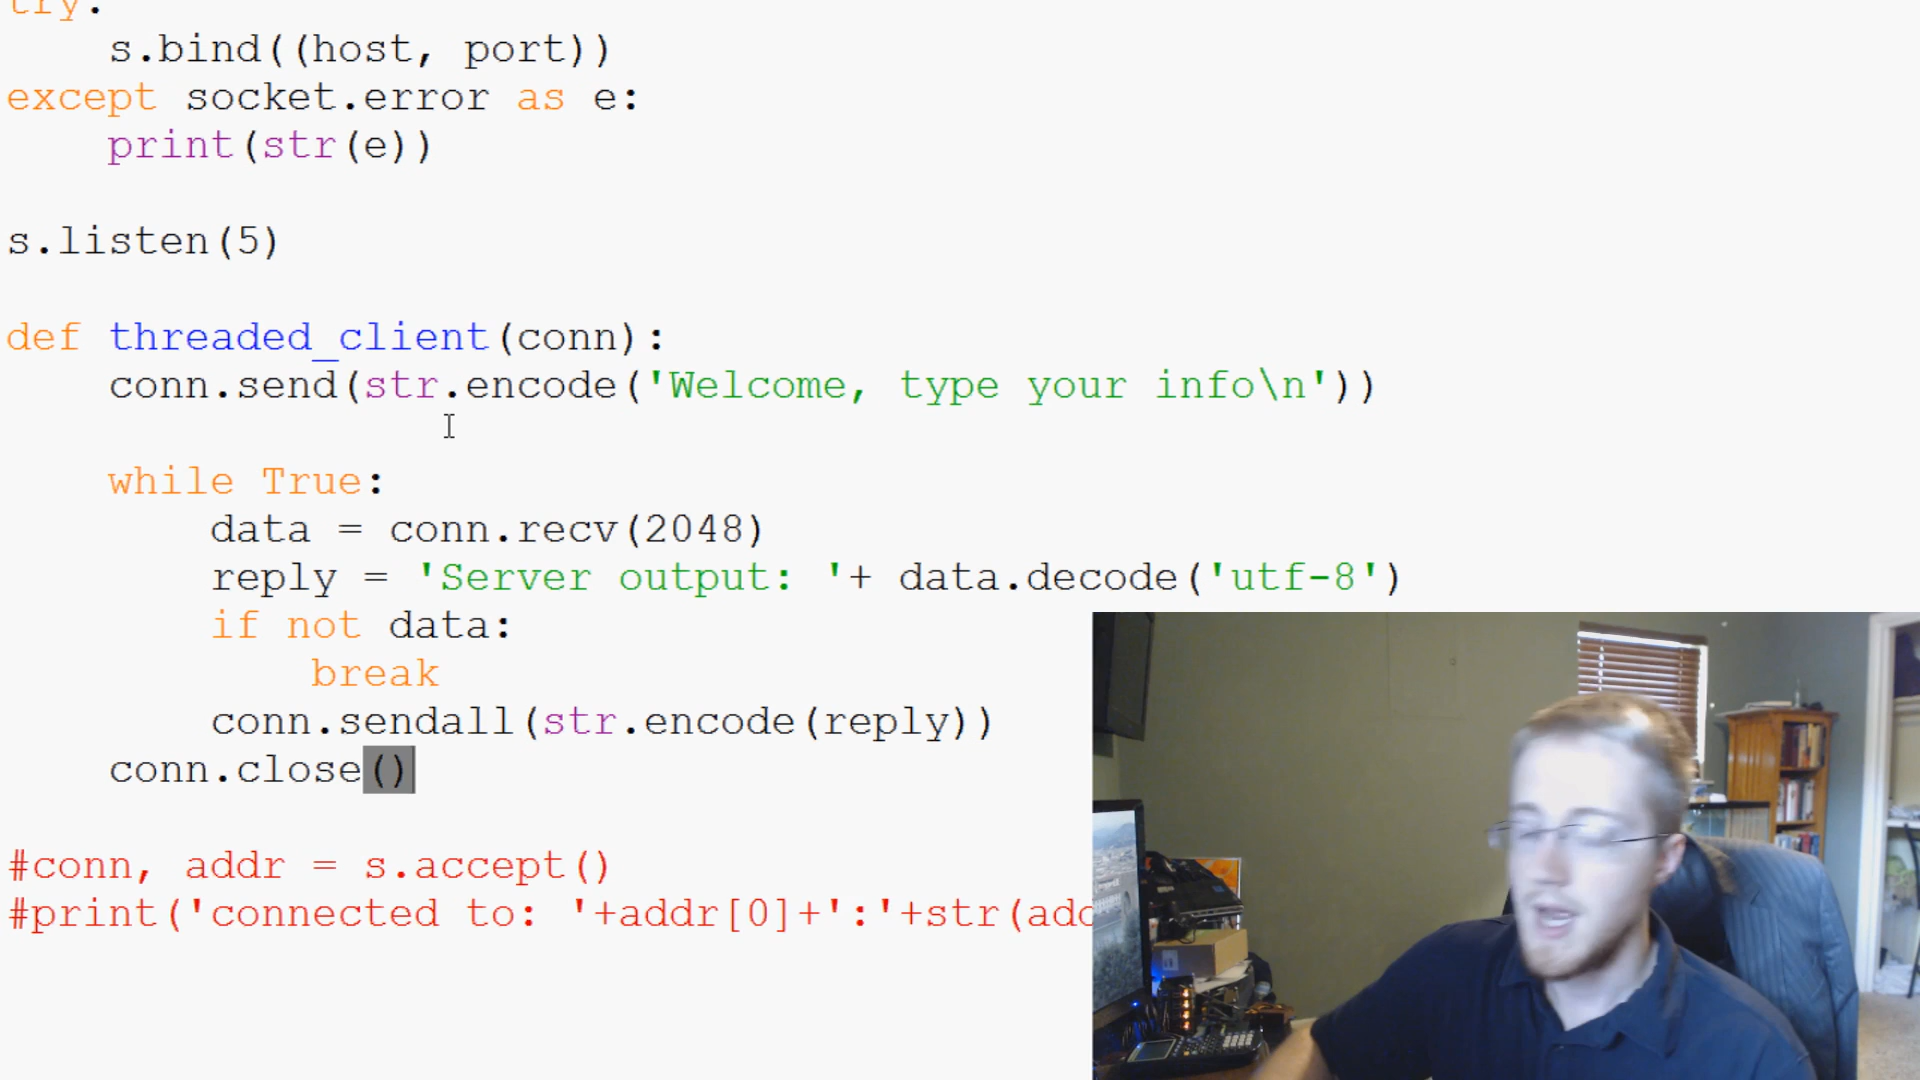 try:
s.bind((host, port))
except socket.error as e:
print(str(e))
s.listen(5)
def threaded_client(conn):
conn.send(str.encode('Welcome, type your info\n'))
while True:
data = conn.recv(2048)
reply = 'Server output: '+ data.decode('utf-8')
if not data:
break
conn.sendall(str.encode(reply))
conn.close()
#conn, addr = s.accept()
#print('connected to: '+addr[0]+':'+str(add